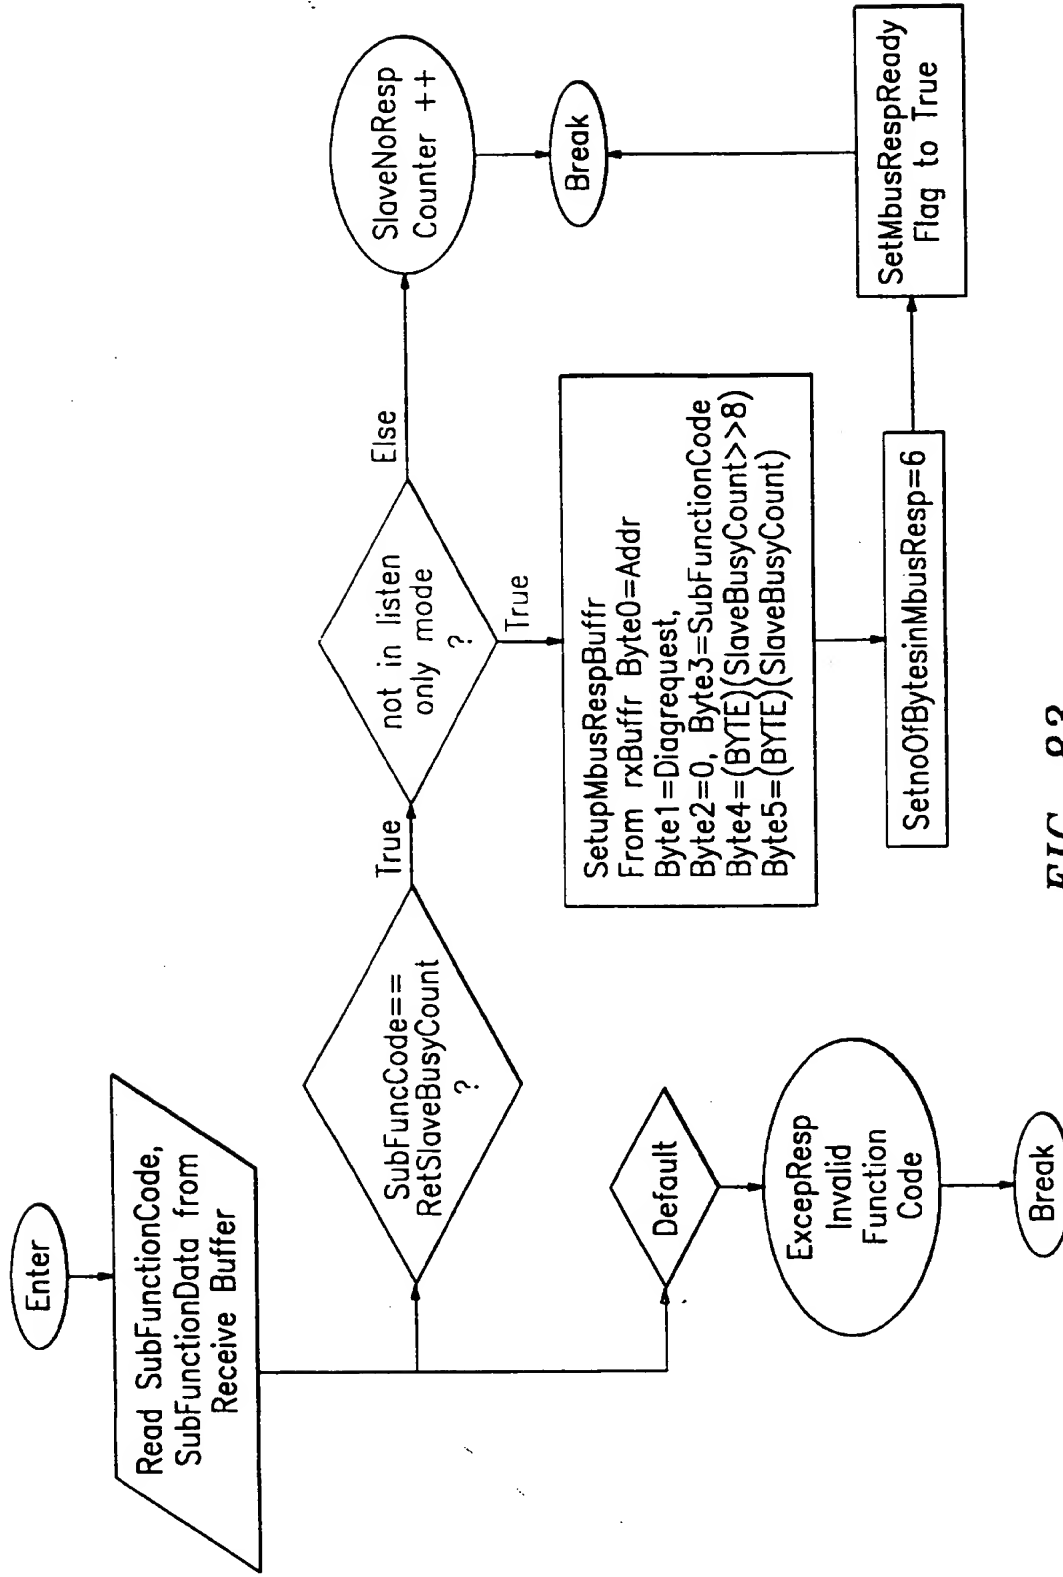 Enter
Read SubFunctionCode,
SubFunctionData from
Receive Buffer
SubFuncCode==
RetSlaveBusyCount
?
True
not in listen
only mode
?
Else
SlaveNoResp
Counter ++
Break
True
SetupMbusRespBuffr
From rxBuffr Byte0=Addr
Byte1=Diagrequest,
Byte2=0, Byte3=SubFunctionCode
Byte4=(BYTE)(SlaveBusyCount>>8)
Byte5=(BYTE)(SlaveBusyCount)
SetnoOfBytesinMbusResp=6
SetMbusRespReady
Flag to True
Default
ExcepResp
Invalid
Function
Code
Break
FIG. 83